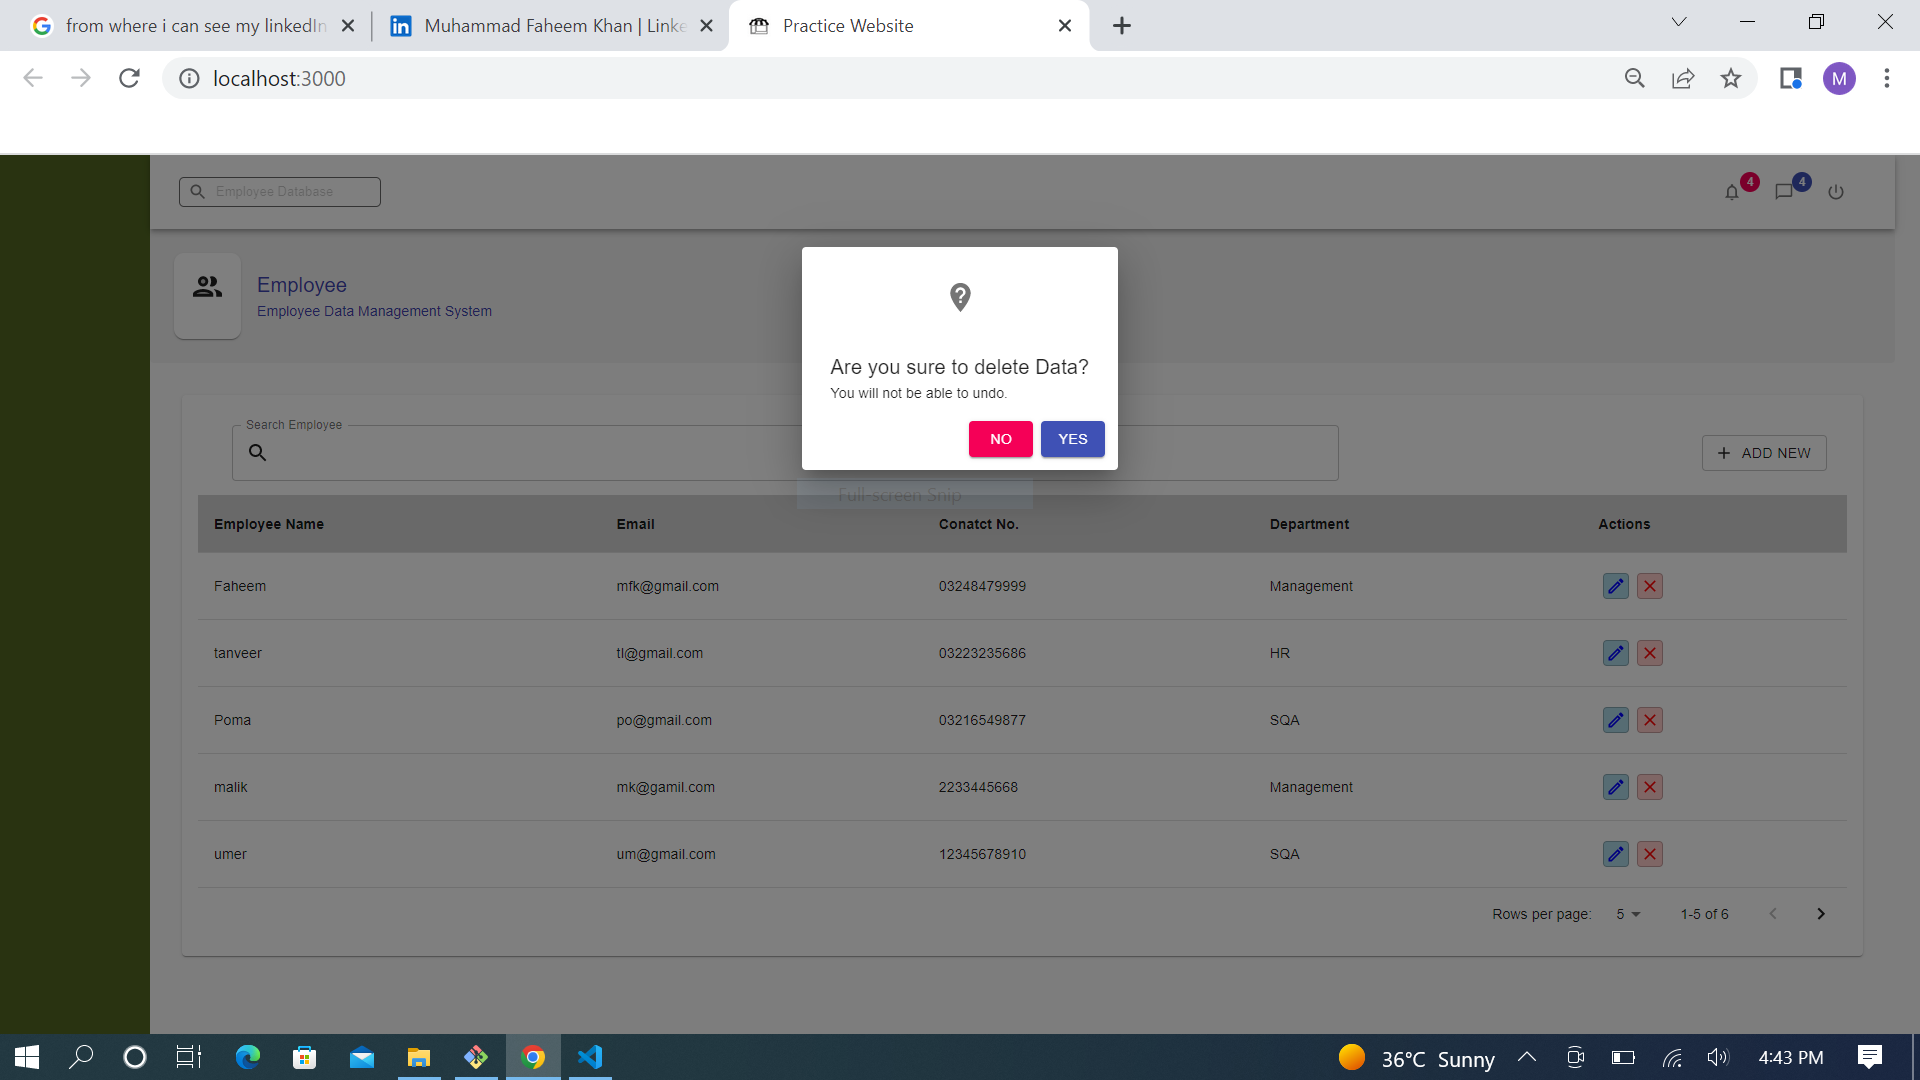 from where i can see my linkedIn
Muhammad Faheem Khan | Linke
Practice Website
localhost:3000
M
Employee Database
4
4
Employee
Employee Data Management System
Are you sure to delete Data?
You will not be able to undo.
NO YES
Search Employee
ADD NEW
Full-screen Snip
Employee Name Email Conatct No. Department Actions
Faheem mfk@gmail.com 03248479999 Management
tanveer tl@gmail.com 03223235686 HR
Poma po@gmail.com 03216549877 SQA
malik mk@gamil.com 2233445668 Management
umer um@gmail.com 12345678910 SQA
Rows per page: 5 1-5 of 6
36°C Sunny 4:43 PM